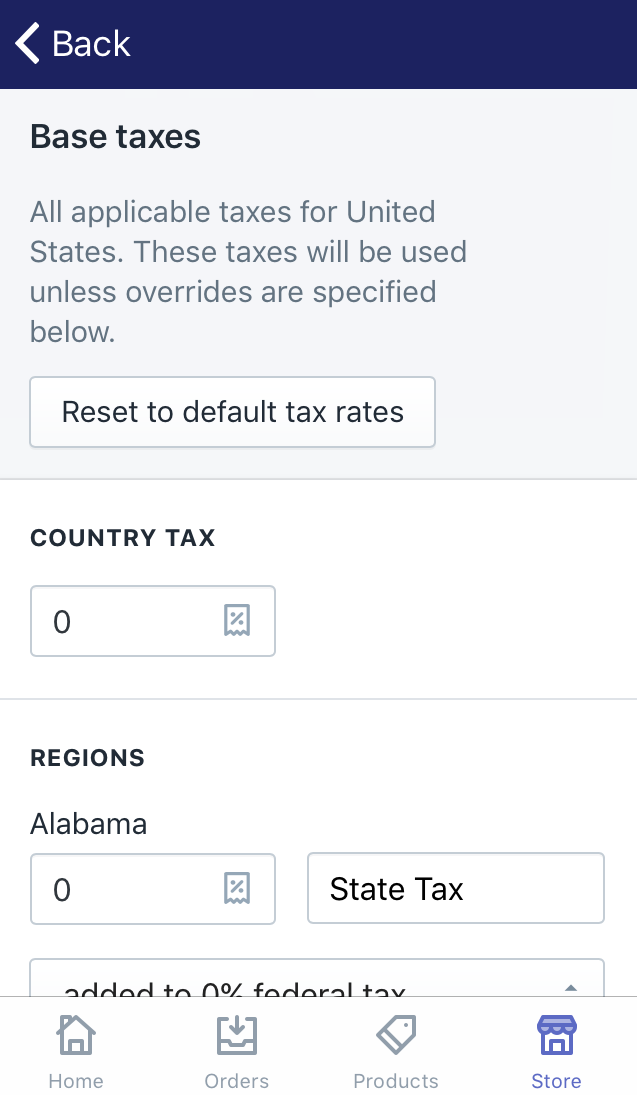 Back
Base taxes
All applicable taxes for United
States. These taxes will be used
unless overrides are specified
below.
Reset to default tax rates
COUNTRY TAX
0
REGIONS
Alabama
0 State Tax
added to 0% federal tax
Home Orders Products Store